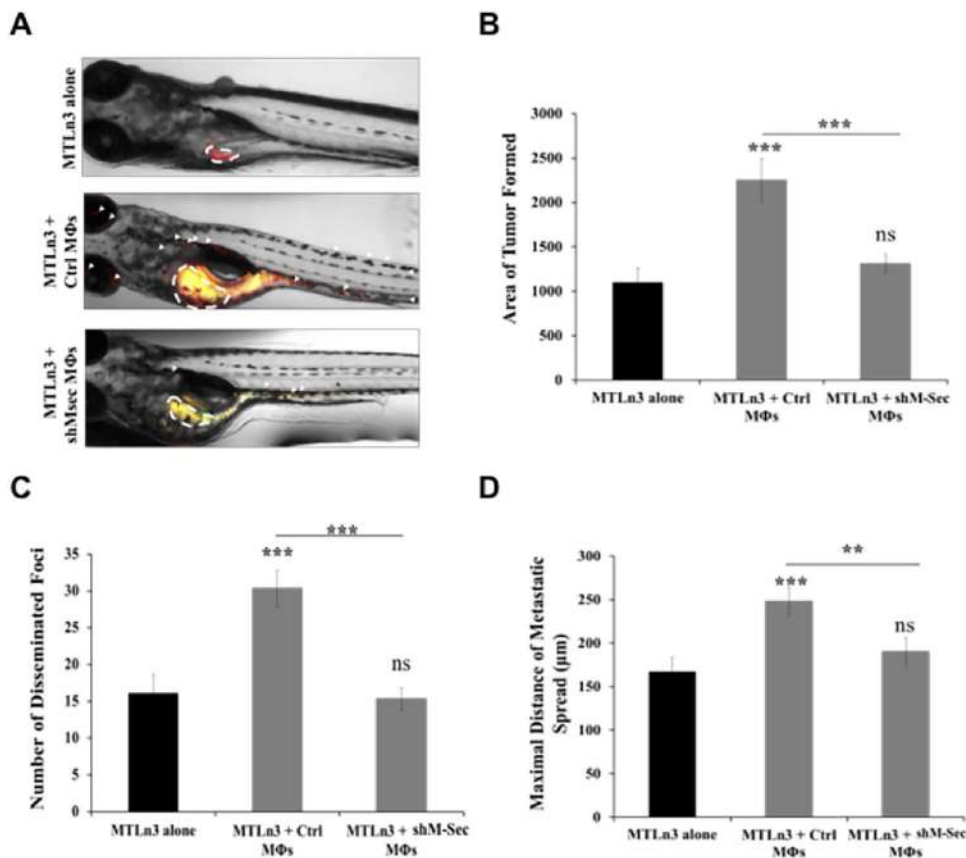 A
MTLn3 alone
MTLn3 +
Ctrl MΦs
MTLn3 +
shMsec MΦs
B
Area of Tumor Formed
3000
2500
2000
1500
1000
500
0
***
***
ns
MTLn3 alone
MTLn3 + Ctrl
MΦs
MTLn3 + shM-Sec
MΦs
C
Number of Disseminated Foci
35
30
25
20
15
10
5
0
***
***
ns
MTLn3 alone
MTLn3 + Ctrl
MΦs
MTLn3 + shM-Sec
MΦs
D
Maximal Distance of Metastatic
Spread (µm)
300
250
200
150
100
50
0
**
***
ns
MTLn3 alone
MTLn3 + Ctrl
MΦs
MTLn3 + shM-Sec
MΦs